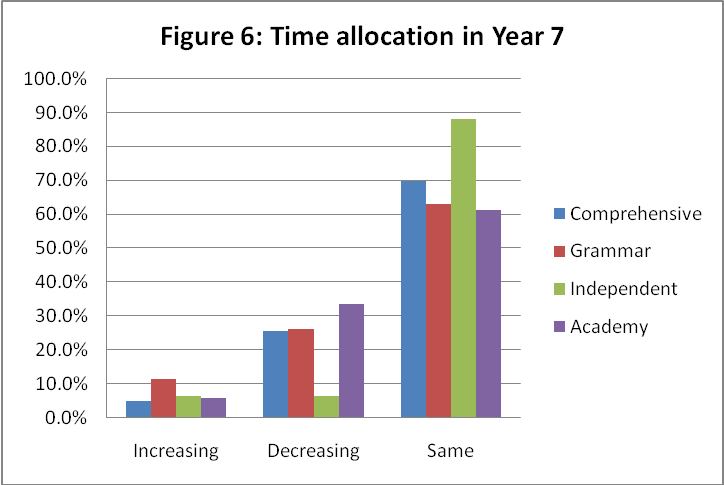 Figure 6: Time allocation in Year 7
100.0%
90.0%
80.0%
70.0%
60.0%
50.0%
40.0%
30.0%
20.0%
10.0%
0.0%
Increasing Decreasing Same
Comprehensive
Grammar
Independent
Academy